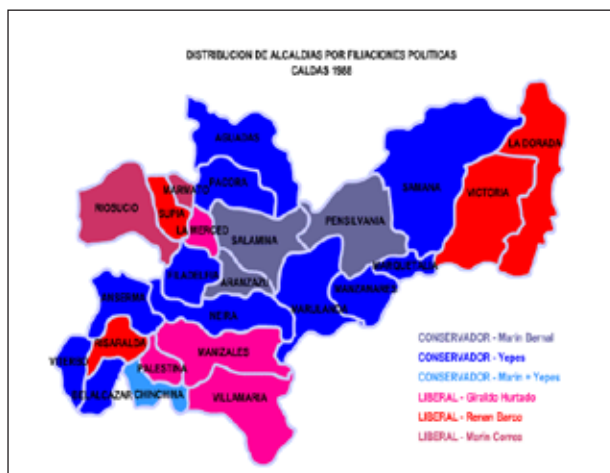 DISTRIBUCION DE ALCALDIAS POR FILIACIONES POLITICAS
CALDAS 1988
AGUADAS
LA DORADA
PACORA
SAMANA
MARMATO
VICTORIA
RIOSUCIO
SUPIA
PENSILVANIA
LA MERCED
SALAMINA
MARQUETALIA
FILADELFIA
ARANZAZU
MANZANARES
ANSERMA
NEIRA
MARULANDA
RISARALDA
MANIZALES
VITERBO
PALESTINA
BELALCAZAR
CHINCHINA
VILLAMARIA
CONSERVADOR - Marin Bernal
CONSERVADOR - Yepes
CONSERVADOR - Marin + Yepes
LIBERAL - Giraldo Hurtado
LIBERAL - Renan Barco
LIBERAL - Marin Correa